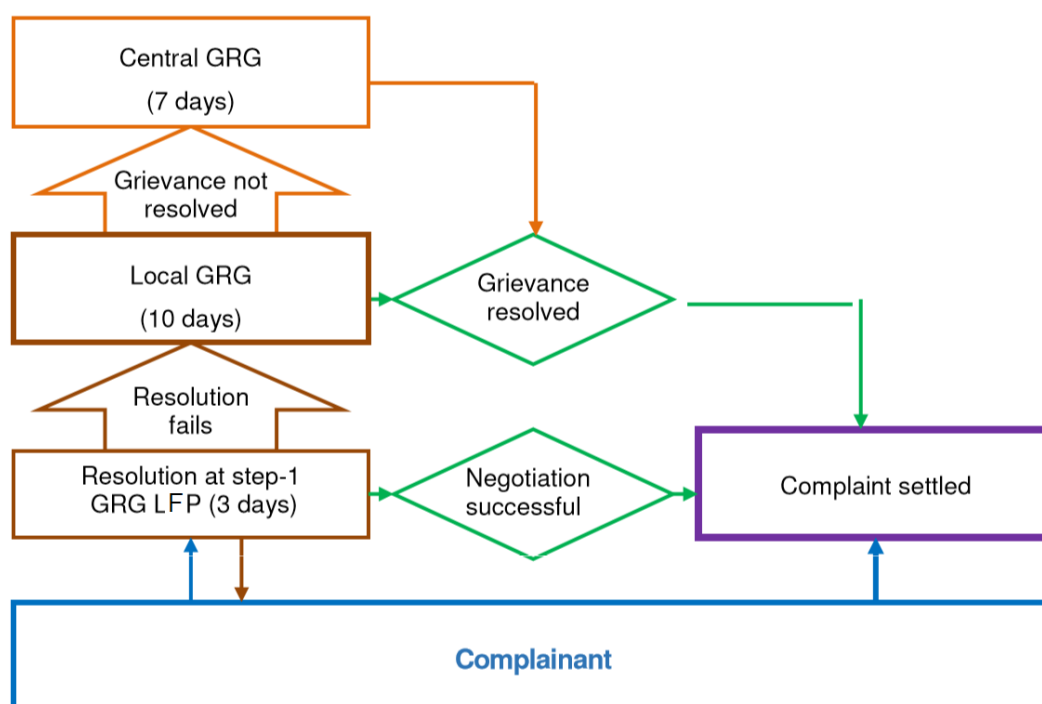 Central GRG
(7 days)
Grievance not
resolved
Local GRG
(10 days)
Grievance
resolved
Resolution
fails
Resolution at step-1
GRG LFP (3 days)
Negotiation
successful
Complaint settled
Complainant